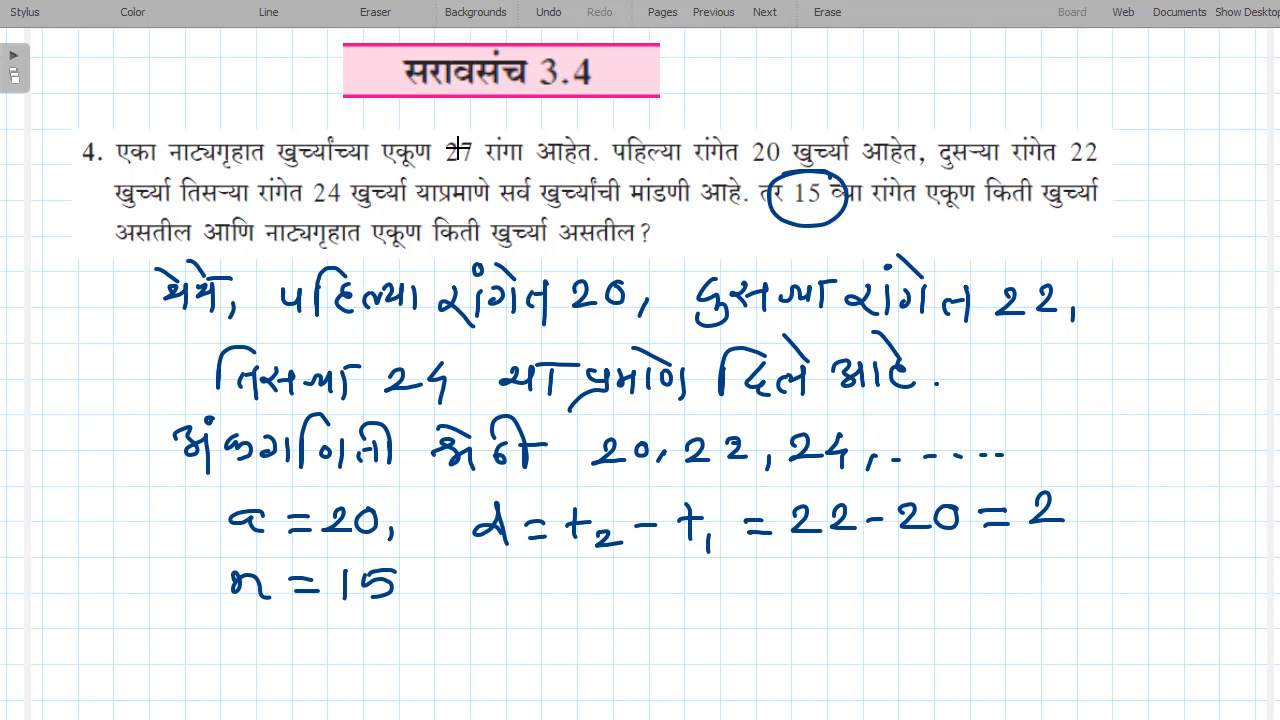 Stylus Color Line Eraser Backgrounds Undo Redo Pages Previous Next Erase Board Web Documents Show Desktop
सरावसंच 3.4
4. एका नाट्यगृहात खुर्च्यांच्या एकूण 27 रांगा आहेत. पहिल्या रांगेत 20 खुर्च्या आहेत, दुसऱ्या रांगेत 22
खुर्च्या तिसऱ्या रांगेत 24 खुर्च्या याप्रमाणे सर्व खुर्च्यांची मांडणी आहे. तर 15 व्या रांगेत एकूण किती खुर्च्या
असतील आणि नाट्यगृहात एकूण किती खुर्च्या असतील?
येथे, पहिल्या रांगेत 20, दुसऱ्या रांगेत 22,
तिसऱ्या 24 या प्रमाणे दिले आहे.
अंकगणिती श्रेढी 20, 22, 24, ......
a = 20, d = t₂ - t₁ = 22 - 20 = 2
n = 15